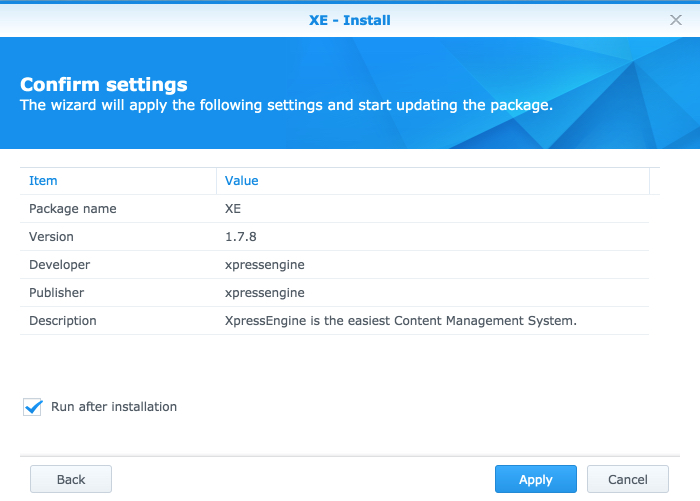 XE - Install
Confirm settings
The wizard will apply the following settings and start updating the package.
Item Value
Package name XE
Version 1.7.8
Developer xpressengine
Publisher xpressengine
Description XpressEngine is the easiest Content Management System.
Run after installation
Back Apply Cancel